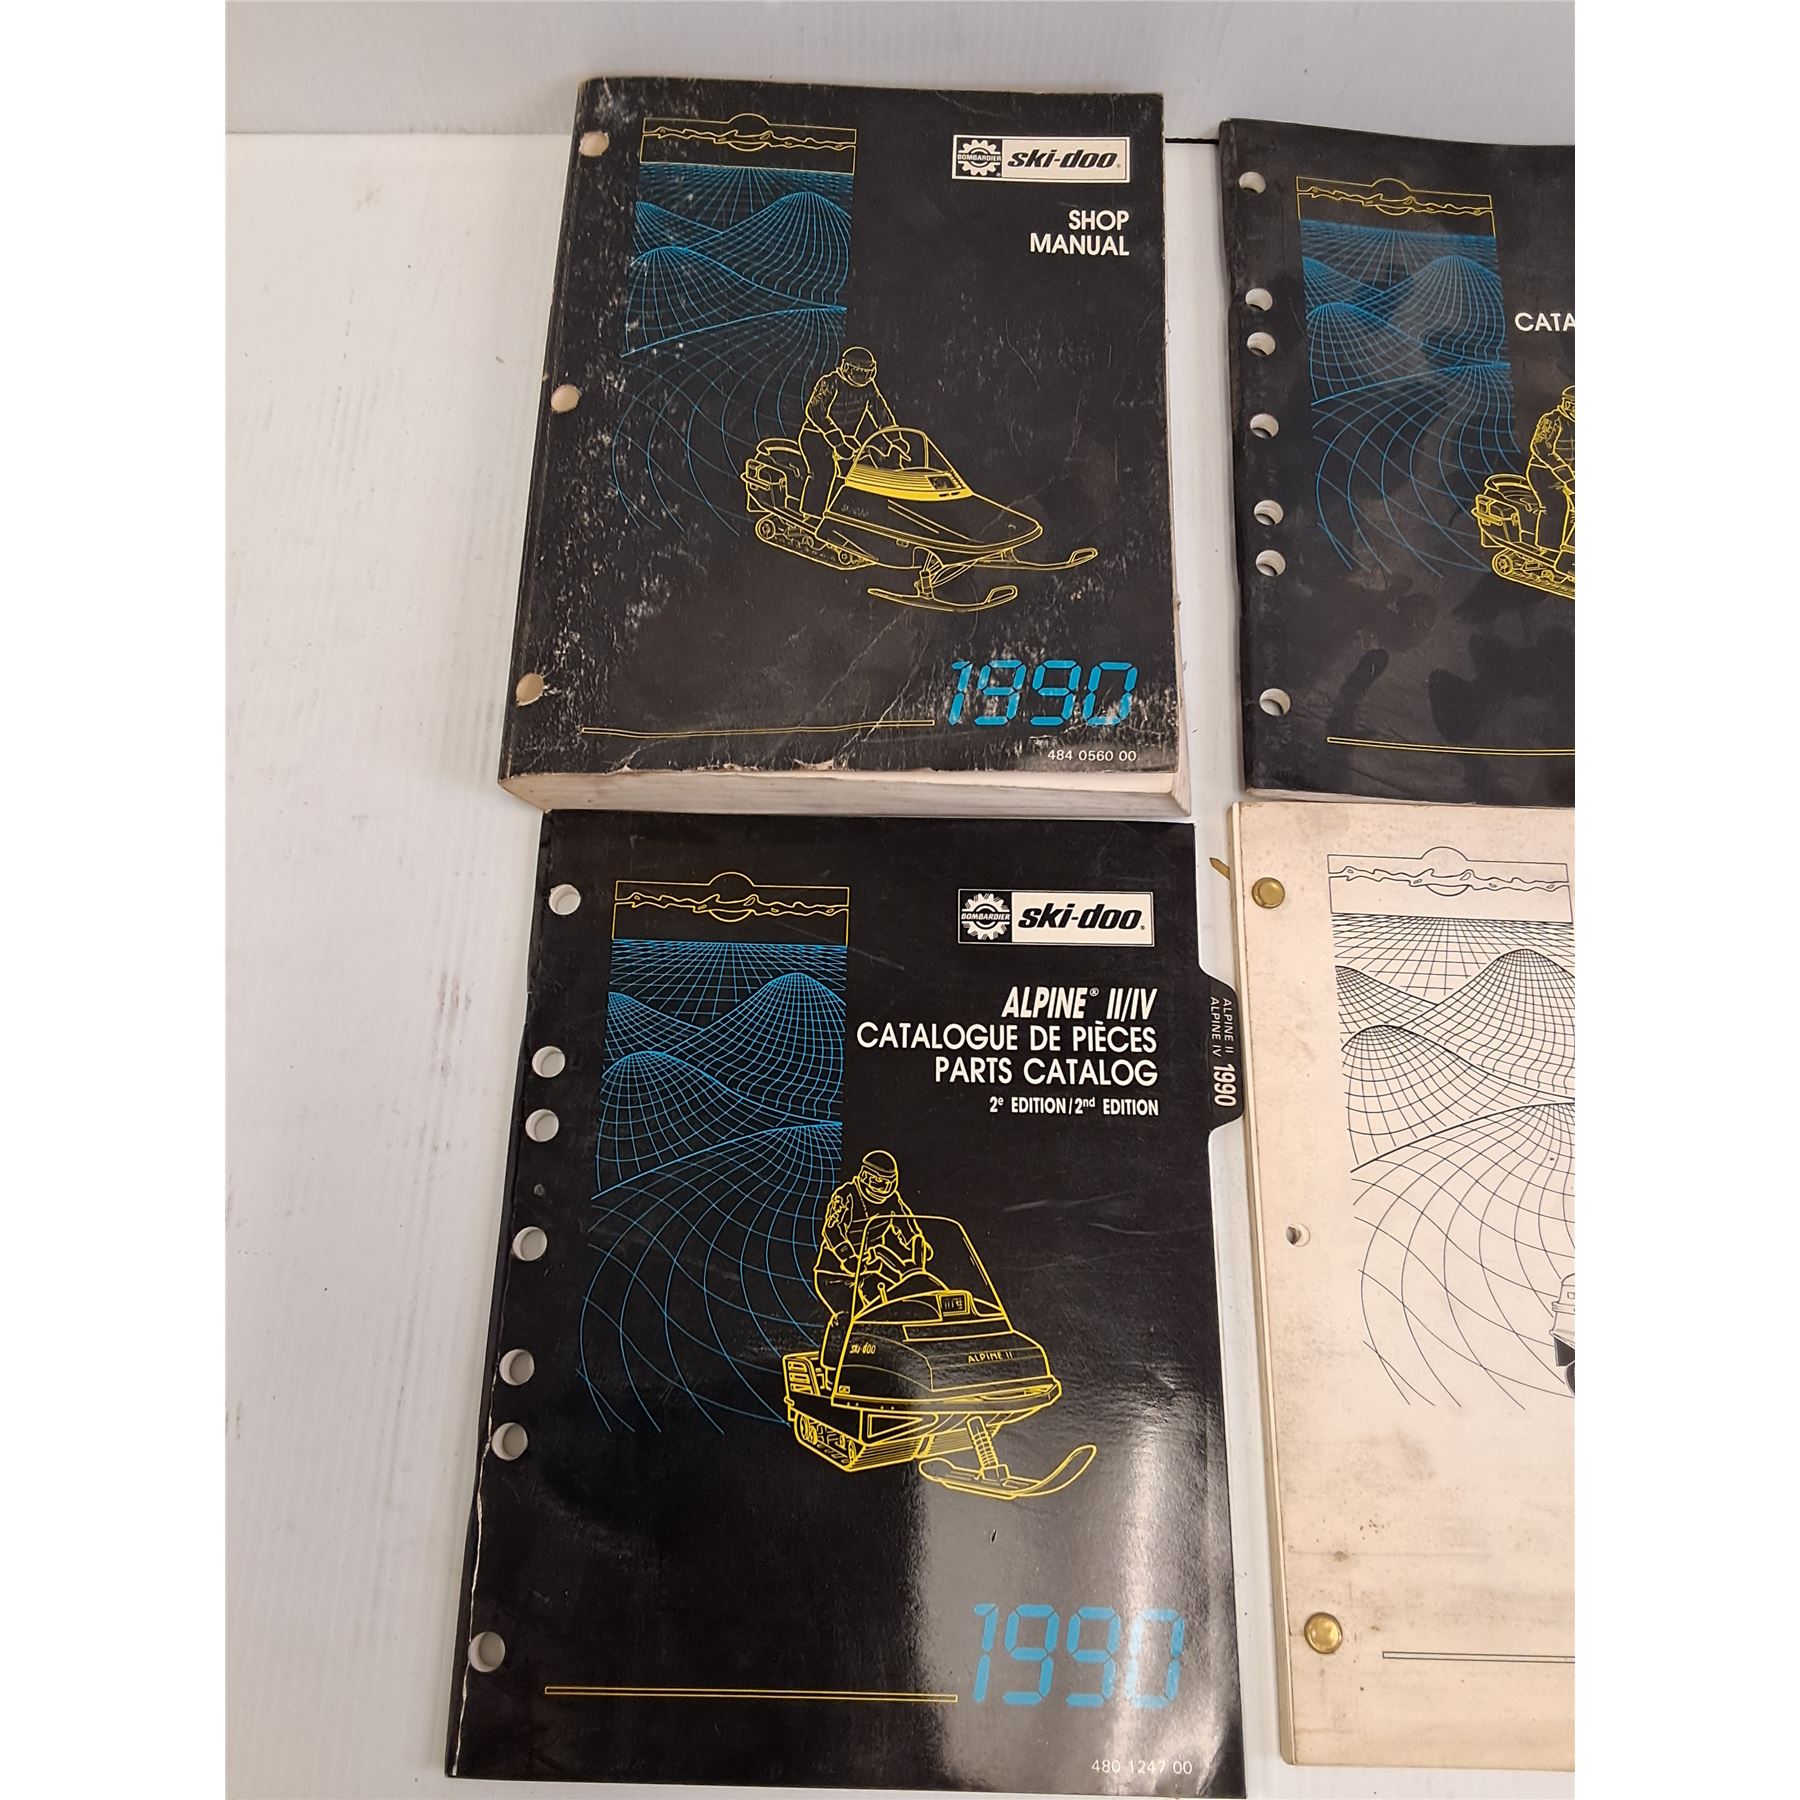 BOMBARDIER ski-doo®
SHOP
MANUAL
SKI-DOO
1990
484 0560 00
CATA
BOMBARDIER ski-doo®
ALPINE® II/IV
CATALOGUE DE PIÈCES
PARTS CATALOG
2e EDITION/2nd EDITION
ski-doo
ALPINE II
1990
480 1247 00
ALPINE II
ALPINE IV 1990